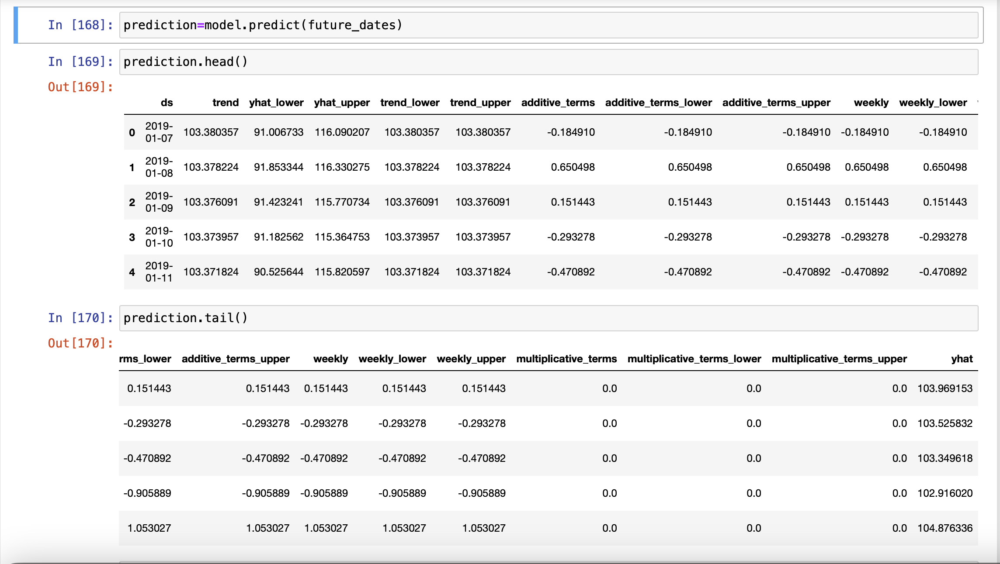 In [168]: prediction=model.predict(future_dates)
In [169]: prediction.head()
Out[169]:
ds trend yhat_lower yhat_upper trend_lower trend_upper additive_terms additive_terms_lower additive_terms_upper weekly weekly_lower
0 2019-01-07 103.380357 91.006733 116.090207 103.380357 103.380357 -0.184910 -0.184910 -0.184910 -0.184910 -0.184910
1 2019-01-08 103.378224 91.853344 116.330275 103.378224 103.378224 0.650498 0.650498 0.650498 0.650498 0.650498
2 2019-01-09 103.376091 91.423241 115.770734 103.376091 103.376091 0.151443 0.151443 0.151443 0.151443 0.151443
3 2019-01-10 103.373957 91.182562 115.364753 103.373957 103.373957 -0.293278 -0.293278 -0.293278 -0.293278 -0.293278
4 2019-01-11 103.371824 90.525644 115.820597 103.371824 103.371824 -0.470892 -0.470892 -0.470892 -0.470892 -0.470892
In [170]: prediction.tail()
Out[170]:
rms_lower additive_terms_upper weekly weekly_lower weekly_upper multiplicative_terms multiplicative_terms_lower multiplicative_terms_upper yhat
0.151443 0.151443 0.151443 0.151443 0.151443 0.0 0.0 0.0 103.969153
-0.293278 -0.293278 -0.293278 -0.293278 -0.293278 0.0 0.0 0.0 103.525832
-0.470892 -0.470892 -0.470892 -0.470892 -0.470892 0.0 0.0 0.0 103.349618
-0.905889 -0.905889 -0.905889 -0.905889 -0.905889 0.0 0.0 0.0 102.916020
1.053027 1.053027 1.053027 1.053027 1.053027 0.0 0.0 0.0 104.876336